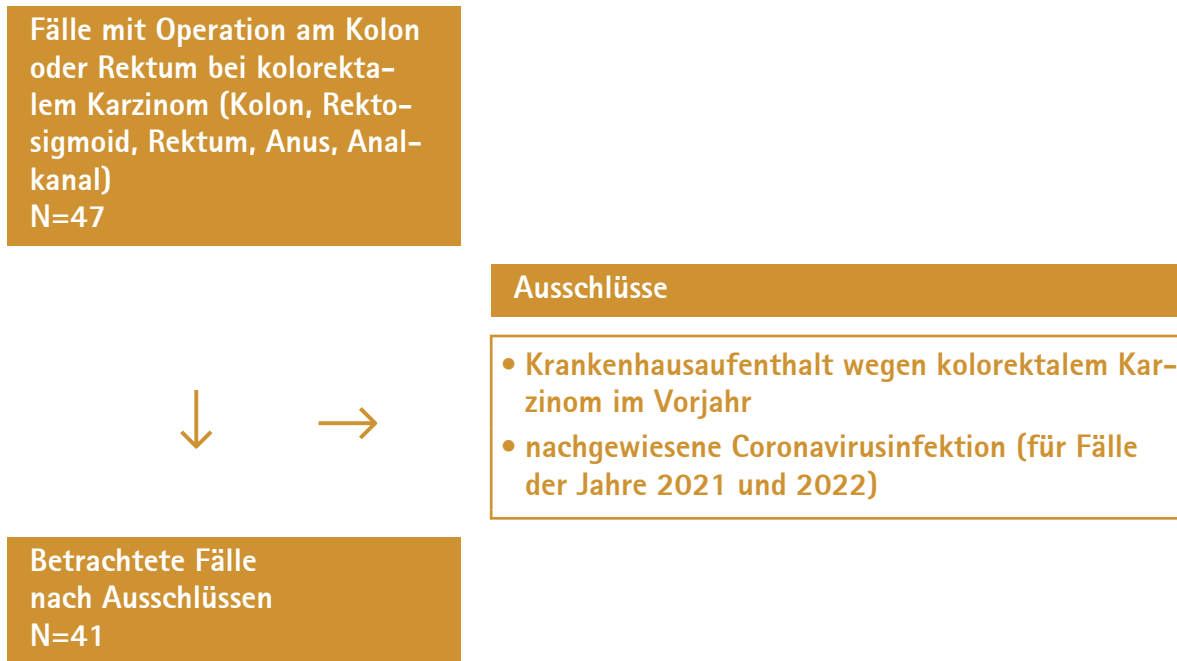 Fälle mit Operation am Kolon
oder Rektum bei kolorekta-
lem Karzinom (Kolon, Rekto-
sigmoid, Rektum, Anus, Anal-
kanal)
N=47
Ausschlüsse
• Krankenhausaufenthalt wegen kolorektalem Kar-
zinom im Vorjahr
• nachgewiesene Coronavirusinfektion (für Fälle
der Jahre 2021 und 2022)
Betrachtete Fälle
nach Ausschlüssen
N=41